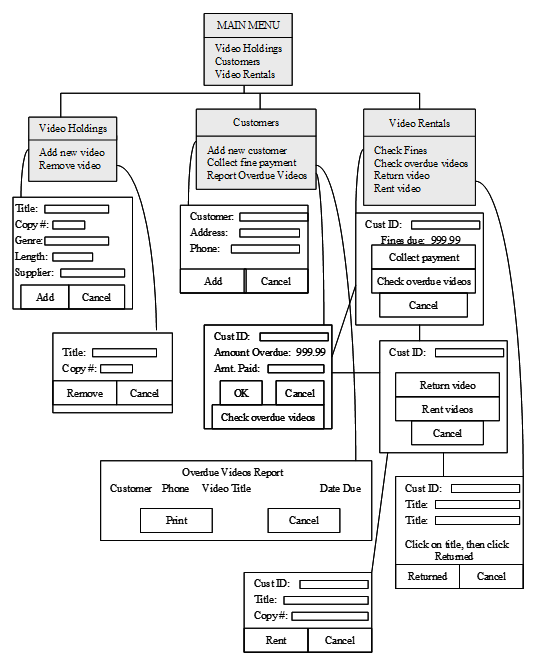 MAIN MENU
Video Holdings
Customers
Video Rentals
Video Holdings
Add new video
Remove video
Customers
Add new customer
Collect fine payment
Report Overdue Videos
Video Rentals
Check Fines
Check overdue videos
Return video
Rent video
Title:
Copy #:
Genre:
Length:
Supplier:
Add
Cancel
Customer:
Address:
Phone:
Add
Cancel
Cust ID:
Fines due: 999.99
Collect payment
Check overdue videos
Cancel
Title:
Copy #:
Remove
Cancel
Cust ID:
Amount Overdue: 999.99
Amt. Paid:
OK
Cancel
Check overdue videos
Cust ID:
Return video
Rent videos
Cancel
Overdue Videos Report
Customer Phone Video Title Date Due
Print
Cancel
Cust ID:
Title:
Title:
Click on title, then click
Returned
Returned
Cancel
Cust ID:
Title:
Copy #:
Rent
Cancel